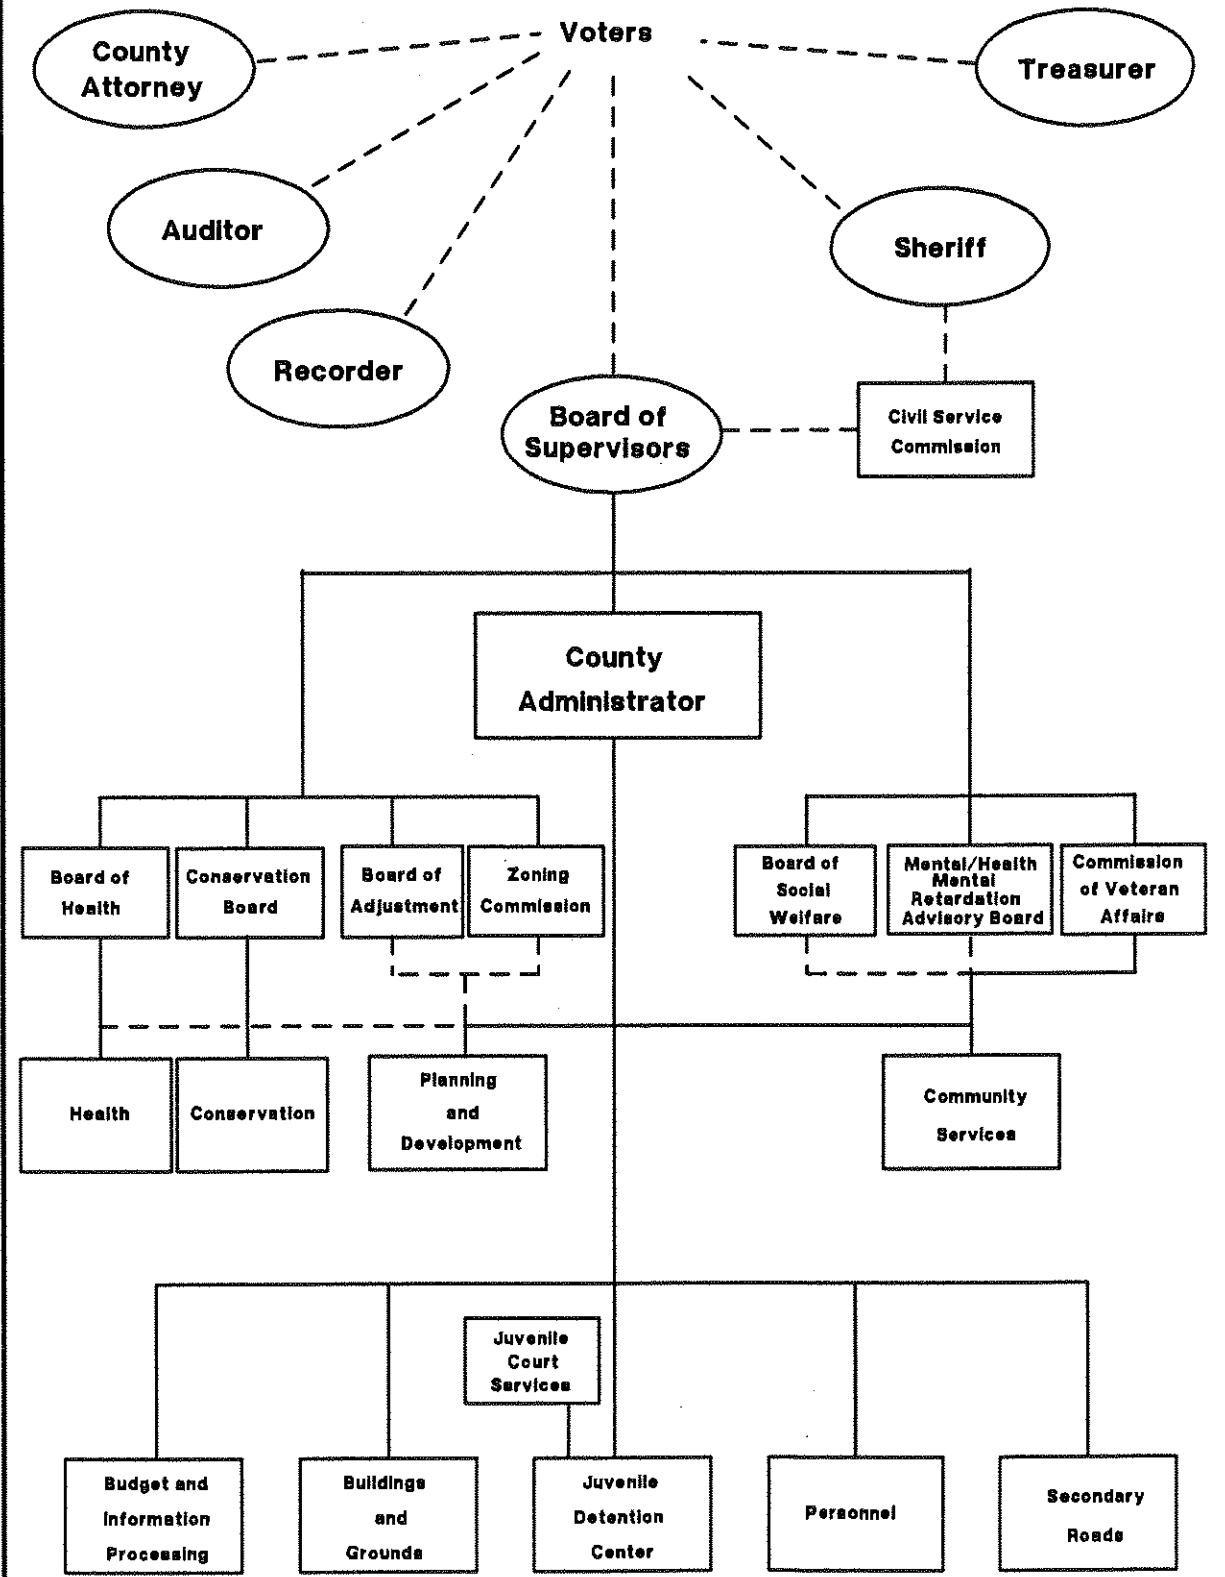 Voters
County
Attorney
Treasurer
Auditor
Sheriff
Recorder
Board of
Supervisors
Civil Service
Commission
County
Administrator
Board of
Health
Conservation
Board
Board of
Adjustment
Zoning
Commission
Board of
Social
Welfare
Mental/Health
Mental
Retardation
Advisory Board
Commission
of Veteran
Affairs
Health
Conservation
Planning
and
Development
Community
Services
Juvenile
Court
Services
Budget and
Information
Processing
Buildings
and
Grounds
Juvenile
Detention
Center
Personnel
Secondary
Roads